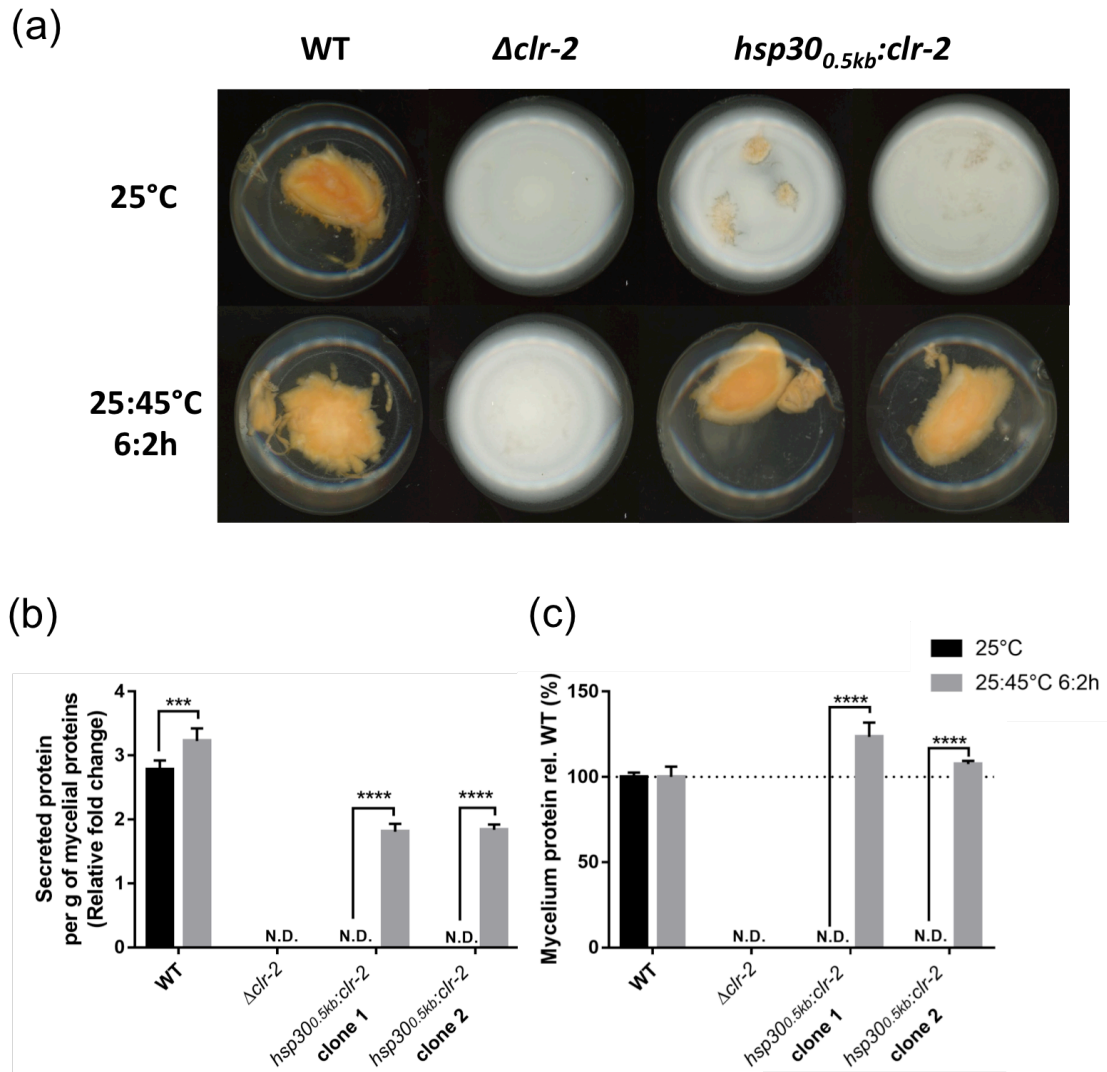 (a)
WT Δclr-2 hsp300.5kb:clr-2
25°C
25:45°C
6:2h
(b)
Secreted protein
per g of mycelial proteins
(Relative fold change)
4
3
2
1
0
***
****
****
N.D.
N.D.
N.D.
WT
Δclr-2
hsp300.5kb:clr-2
clone 1
hsp300.5kb:clr-2
clone 2
(c)
25°C
25:45°C 6:2h
Mycelium protein rel. WT (%)
150
100
50
0
****
****
N.D.
N.D.
N.D.
WT
Δclr-2
hsp300.5kb:clr-2
clone 1
hsp300.5kb:clr-2
clone 2